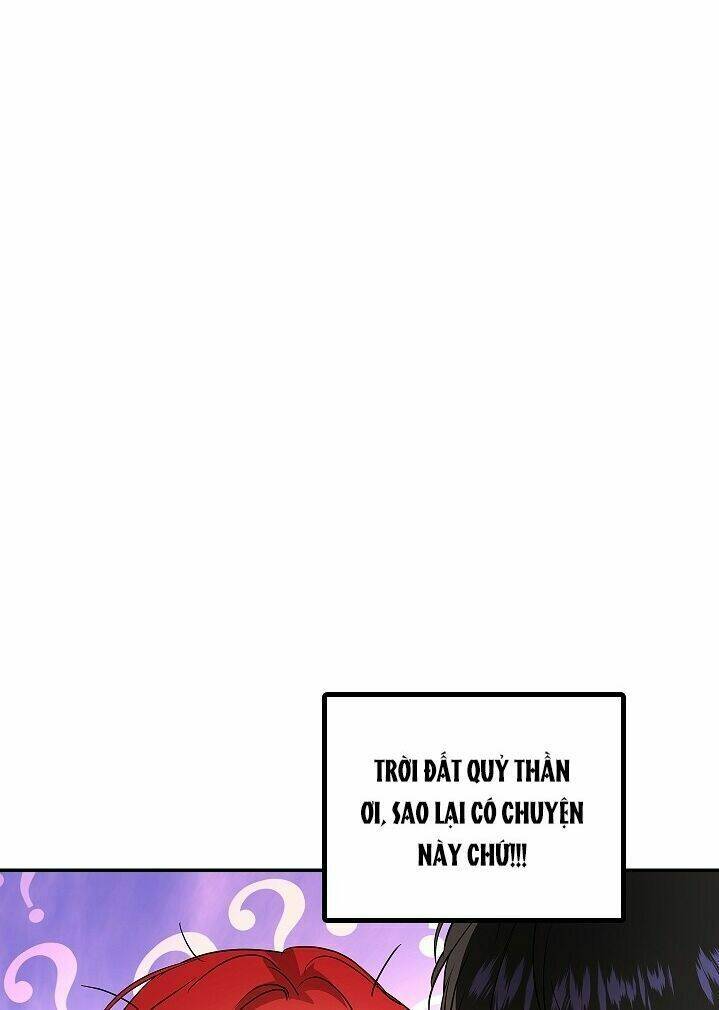 TRỜI ĐẤT QUỶ THẦN
ƠI, SAO LẠI CÓ CHUYỆN
NÀY CHỨ!!!
? ? ? ?